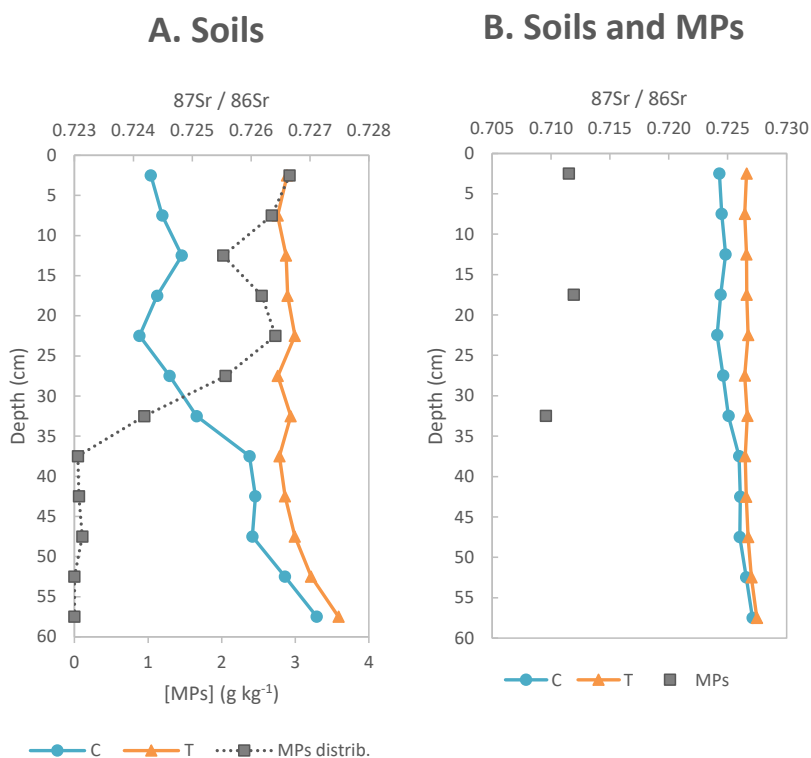 A. Soils
87Sr / 86Sr
0.723 0.724 0.725 0.726 0.727 0.728
0
5
10
15
20
25
30
35
40
45
50
55
60
Depth (cm)
0 1 2 3 4
[MPs] (g kg⁻¹)
C T MPs distrib.
B. Soils and MPs
87Sr / 86Sr
0.705 0.710 0.715 0.720 0.725 0.730
0
5
10
15
20
25
30
35
40
45
50
55
60
Depth (cm)
C T MPs